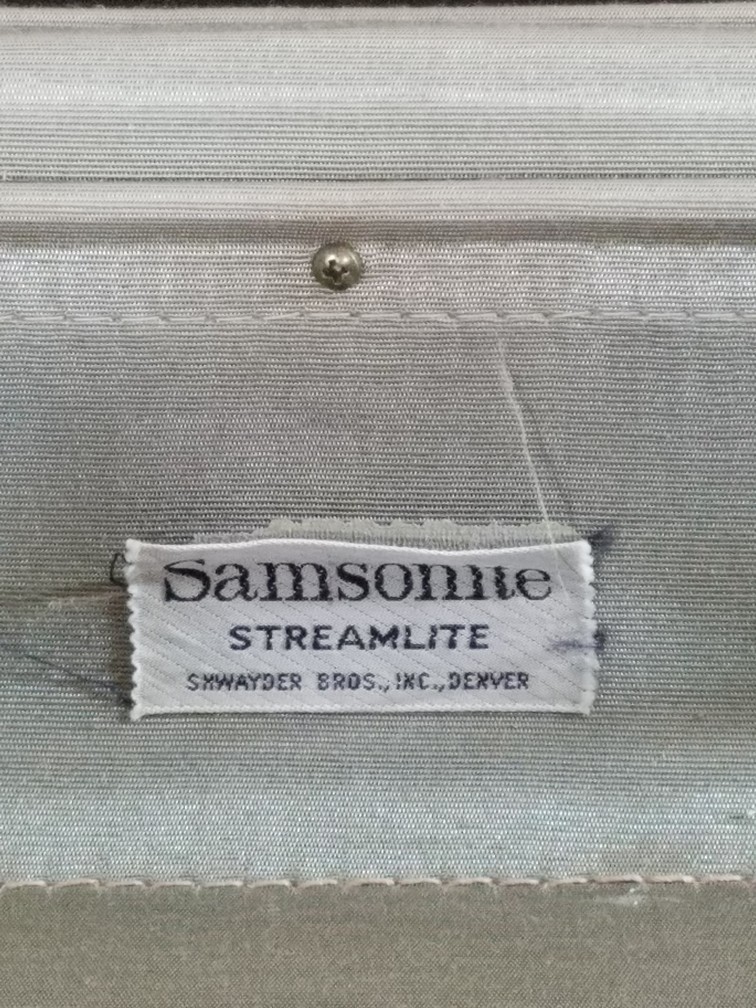 Samsonite
STREAMLITE
SHWAYDER BROS., INC., DENVER